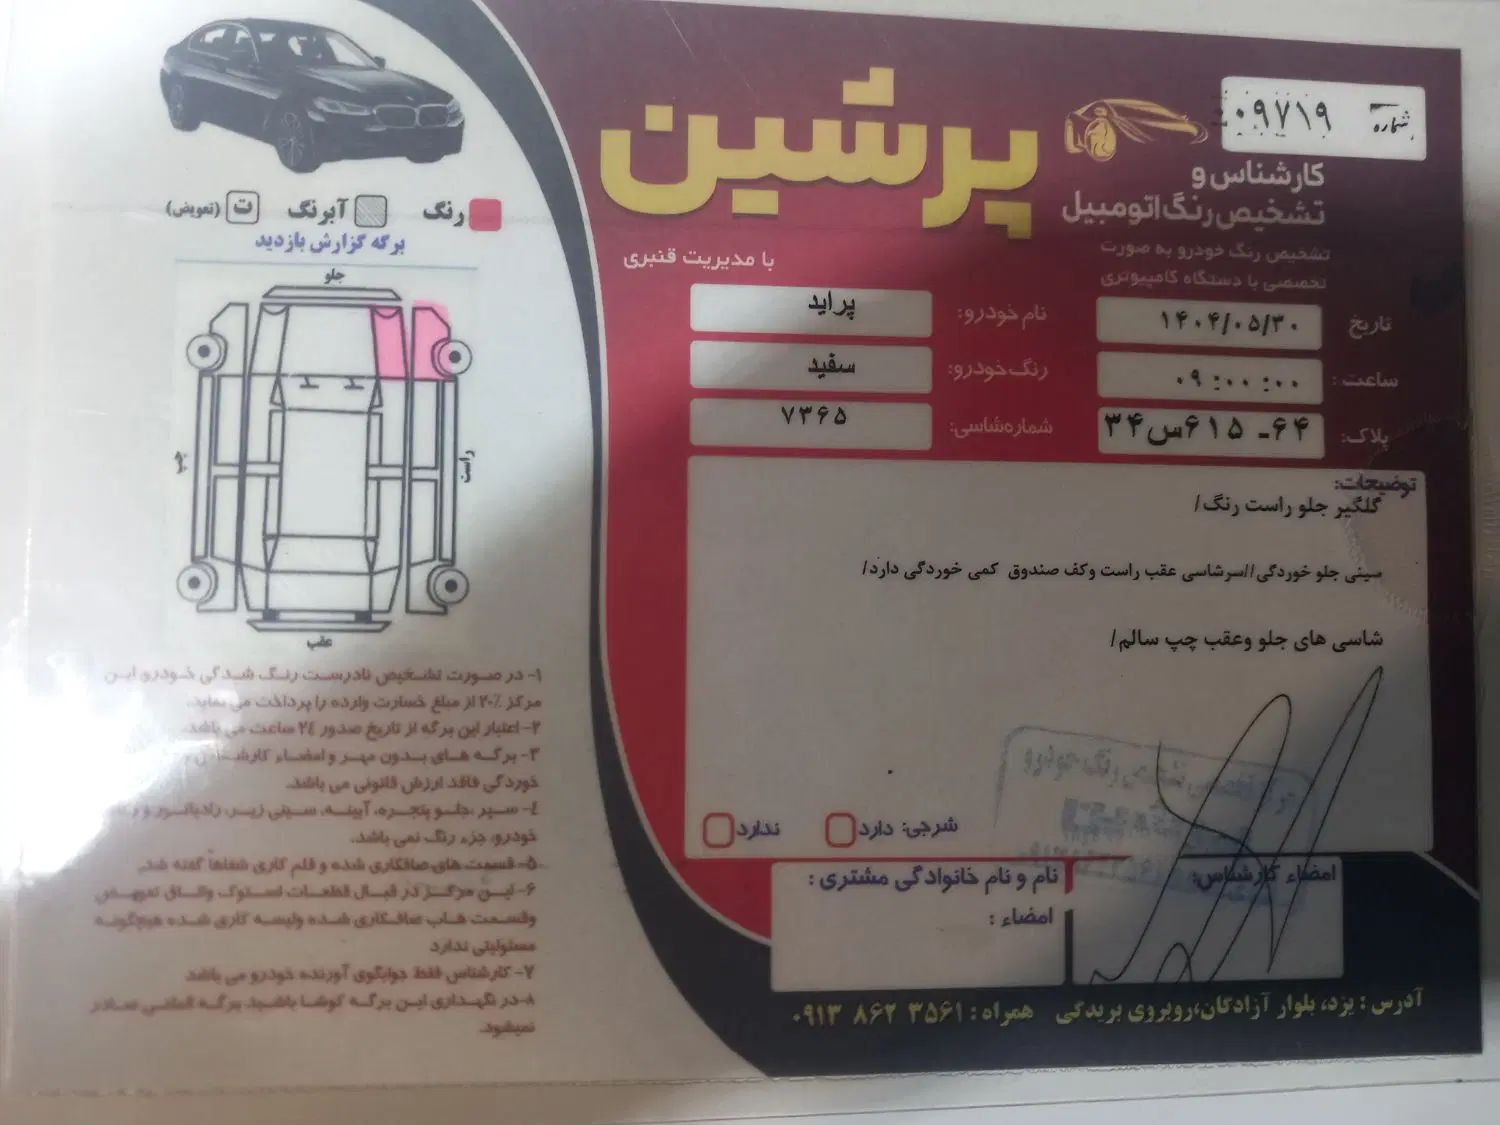 شماره
۰۹۷۱۹
پرشین
کارشناس و
تشخیص رنگ اتومبیل
تشخیص رنگ خودرو به صورت
تخصصی با دستگاه کامپیوتری
با مدیریت قنبری
تاریخ
۱۴۰۴/۰۵/۳۰
نام خودرو:
پراید
ساعت:
۰۹:۰۰:۰۰
رنگ خودرو:
سفید
پلاک:
۶۴- ۶۱۵س۳۴
شماره شاسی:
۷۳۶۵
توضیحات:
گلگیر جلو راست رنگ/
سینی جلو خوردگی//سرشاسی عقب راست وکف صندوق کمی خوردگی دارد/
شاسی های جلو وعقب چپ سالم/
شرجی: دارد ندارد
امضاء کارشناس:
نام و نام خانوادگی مشتری:
امضاء:
آدرس: یزد، بلوار آزادگان،روبروی بریدگی همراه: ۰۹۱۳ ۸۶۲ ۳۵۶۱
رنگ آبرنگ ت (تعویض)
برگه گزارش بازدید
جلو
چپ
راست
عقب
۱- در صورت تشخیص نادرست رنگ شدگی خودرو این
مرکز ۲۰٪ از مبلغ خسارت وارده را پرداخت می نماید.
۲- اعتبار این برگه از تاریخ صدور ۲۴ ساعت می باشد.
۳- برگه های بدون مهر و امضاء کارشناس و
خوردگی فاقد ارزش قانونی می باشد.
۴- سپر ،جلو پنجره، آیینه، سینی زیر، رادیاتور و
خودرو، جزء رنگ نمی باشد.
۵- قسمت های صافکاری شده و قلم کاری شفاها گفته شد.
۶- این مرکز در قبال قطعات استوک واتاق تعویض
وقسمت هاب صافکاری شده ولیسه کاری شده هیچگونه
مسئولیتی ندارد
۷- کارشناس فقط جوابگوی آورنده خودرو می باشد
۸-در نگهداری این برگه کوشا باشید برگه المثنی صادر
نمیشود.